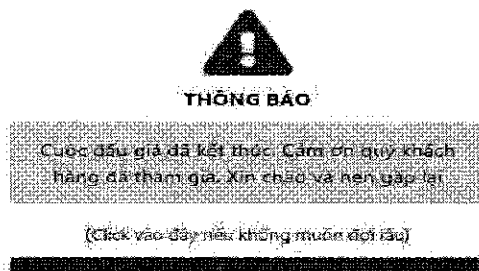 THÔNG BÁO
Cuộc đấu giá đã kết thúc. Cảm ơn quý khách
hàng đã tham gia. Xin chào và hẹn gặp lại
(Click vào đây nếu không muốn đợi lâu)